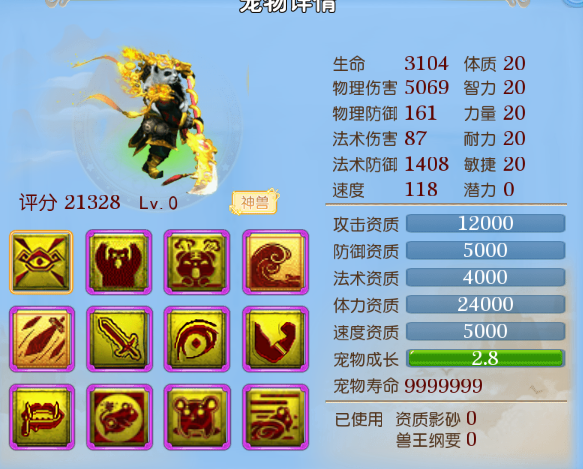 宠物详情
生命 3104 体质 20
物理伤害 5069 智力 20
物理防御 161 力量 20
法术伤害 87 耐力 20
法术防御 1408 敏捷 20
速度 118 潜力 0
评分 21328 Lv.0 神兽
攻击资质 12000
防御资质 5000
法术资质 4000
体力资质 24000
速度资质 5000
宠物成长 2.8
宠物寿命 9999999
已使用 资质影砂 0
兽王纲要 0